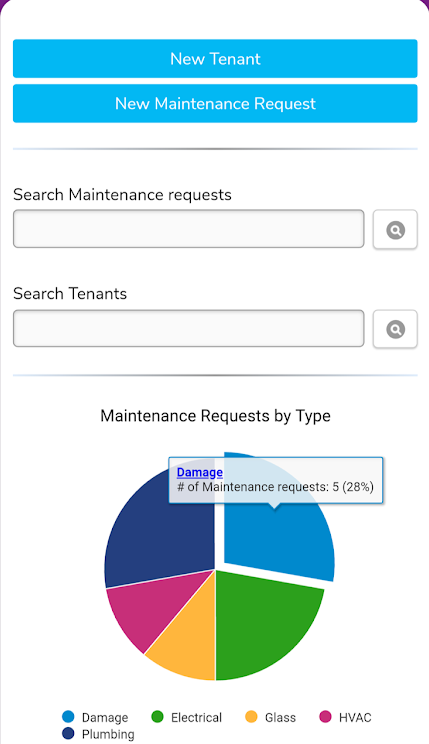 New Tenant
New Maintenance Request
Search Maintenance requests
Search Tenants
Maintenance Requests by Type
Damage
# of Maintenance requests: 5 (28%)
Damage Electrical Glass HVAC
Plumbing